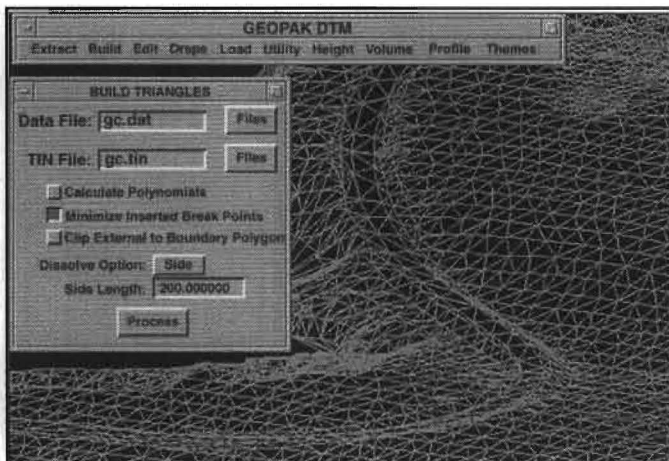 GEOPAK DTM
Extract Build Edit Drape Load Utility Height Volume Profile Themes
BUILD TRIANGLES
Data File: gc.dat Files
TIN File: gc.tin Files
Calculate Polynomials
Minimize Inserted Break Points
Clip External to Boundary Polygon
Dissolve Option: Side
Side Length: 200.000000
Process